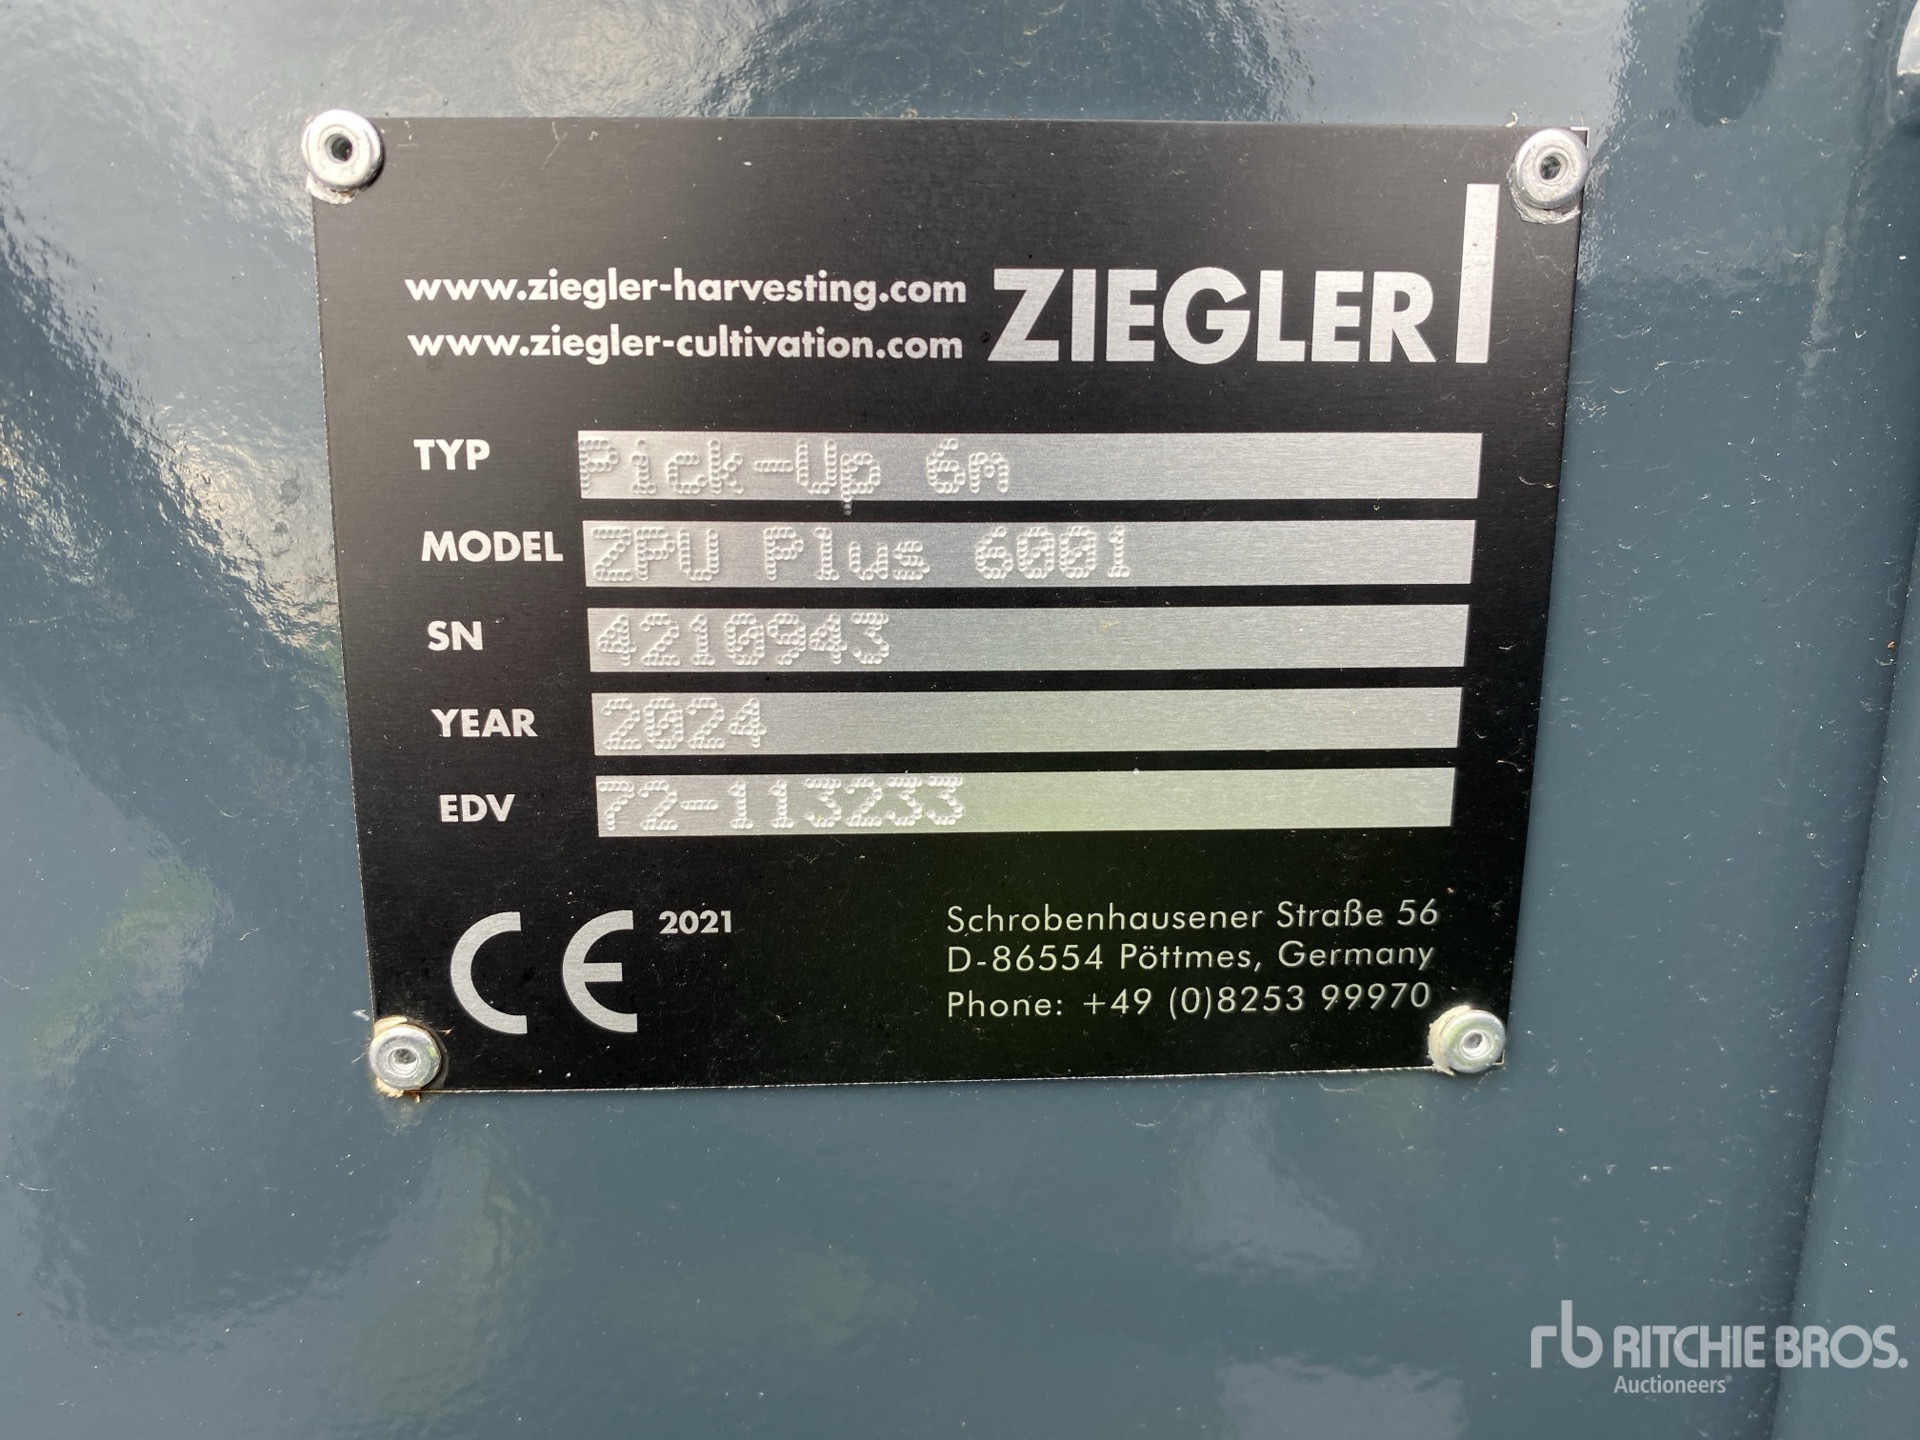 www.ziegler-harvesting.com
www.ziegler-cultivation.com
ZIEGLER
TYP Pick-Up 6m
MODEL ZPU Plus 6001
SN 4210943
YEAR 2024
EDV 72-113233
CE 2021
Schrobenhausener Straße 56
D-86554 Pöttmes, Germany
Phone: +49 (0)8253 99970
rb RITCHIE BROS.
Auctioneers